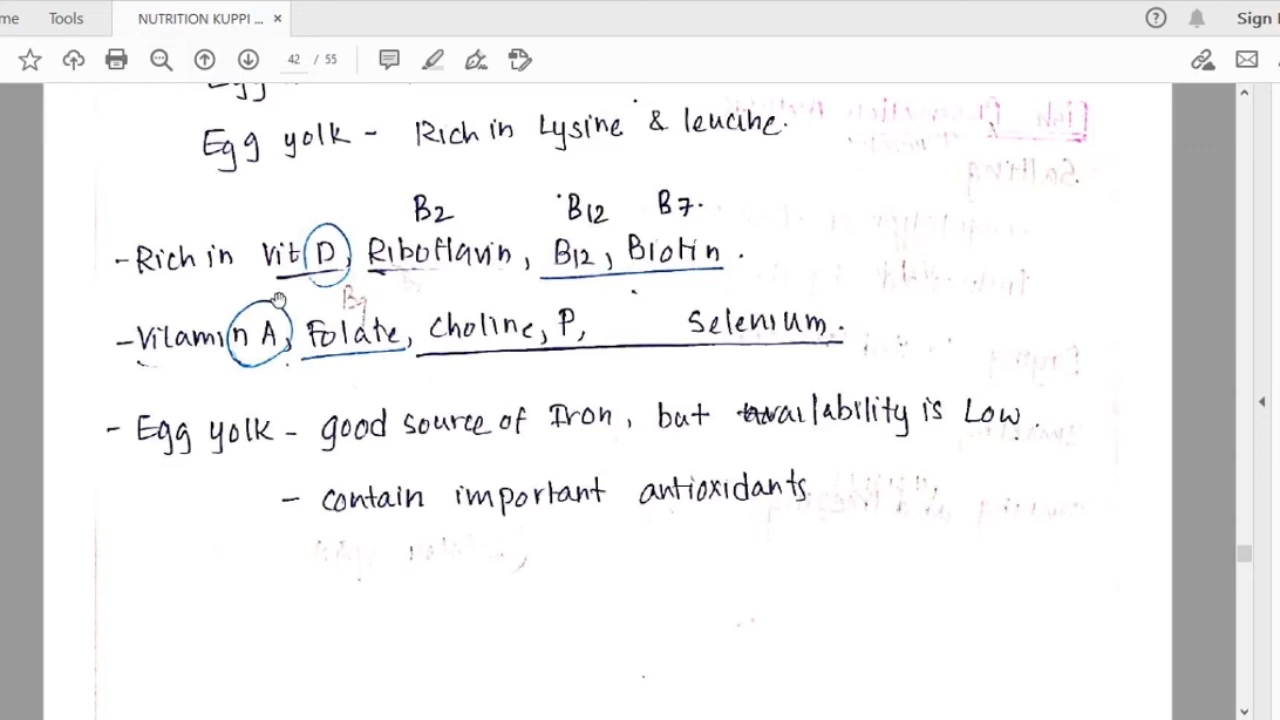 me Tools NUTRITION KUPPI ... × Sign
42 / 55
Egg yolk - Rich in Lysine & leucine.
B2 B12 B7.
- Rich in Vit D, Riboflavin, B12, Biotin.
B9
- Vitamin A, Folate, Choline, P, Selenium.
- Egg yolk - good source of Iron, but availability is Low.
- contain important antioxidants.